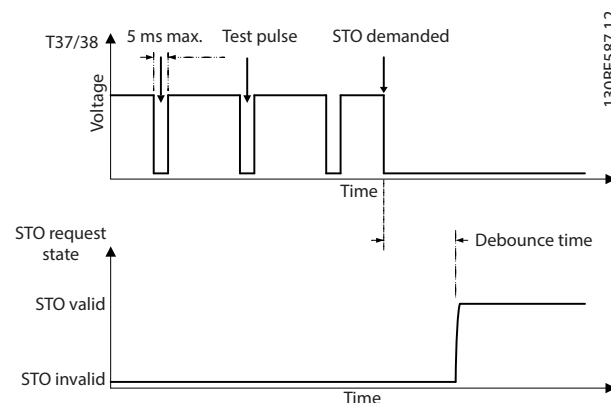 T37/38
5 ms max.
Test pulse
STO demanded
Voltage
Time
130BE587.12
STO request
state
Debounce time
STO valid
STO invalid
Time